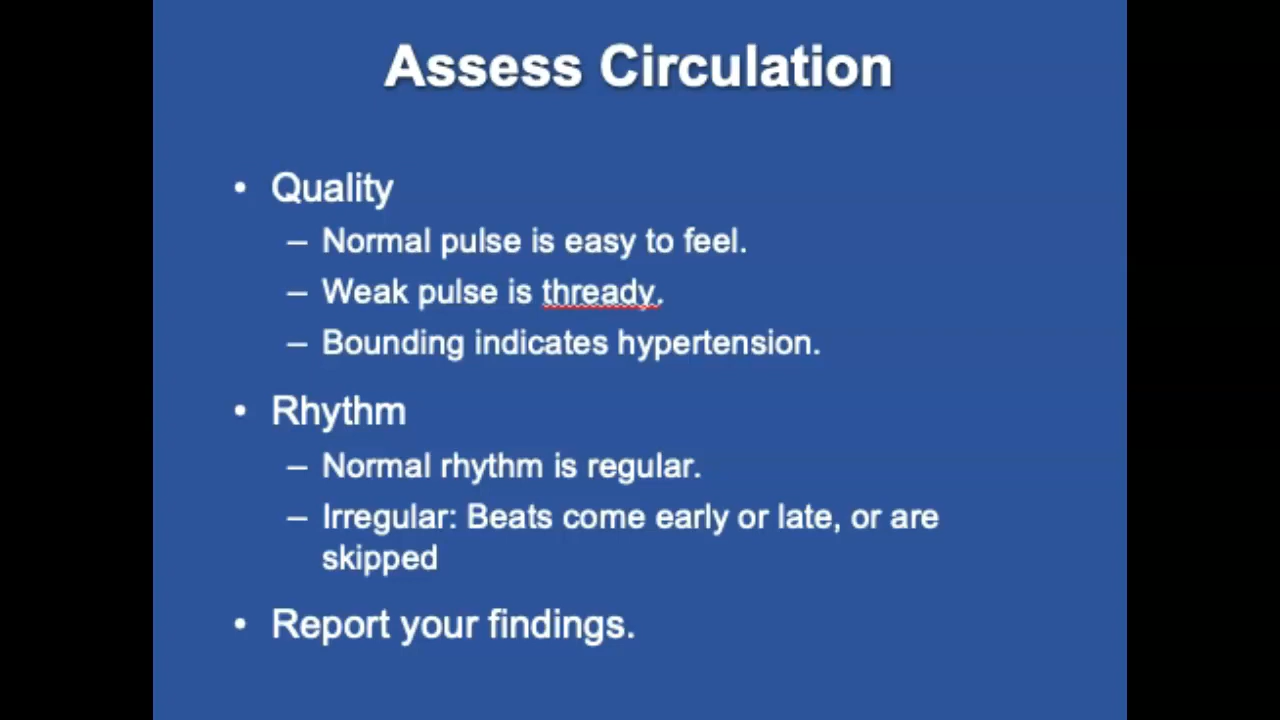 Assess Circulation
• Quality
– Normal pulse is easy to feel.
– Weak pulse is thready.
– Bounding indicates hypertension.
• Rhythm
– Normal rhythm is regular.
– Irregular: Beats come early or late, or are
skipped
• Report your findings.